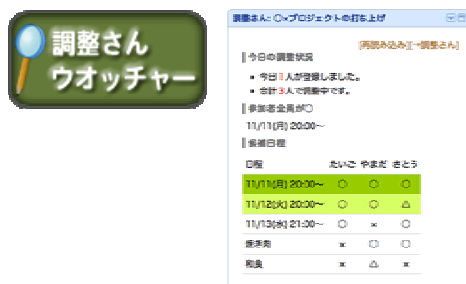 調整さん
ウオッチャー
調整さん: ○×プロジェクトの打ち上げ
[再読み込み][→調整さん]
今日の調整状況
今日1人が登録しました。
合計3人で調整中です。
参加者全員が○
11/11(月) 20:00～
候補日程
日程 たいご やまだ さとう
11/11(月) 20:00～ ○ ○ ○
11/12(火) 20:00～ ○ ○ △
11/13(水) 21:00～ ○ × ○
焼き鳥 × ○ ○
和食 × △ ×